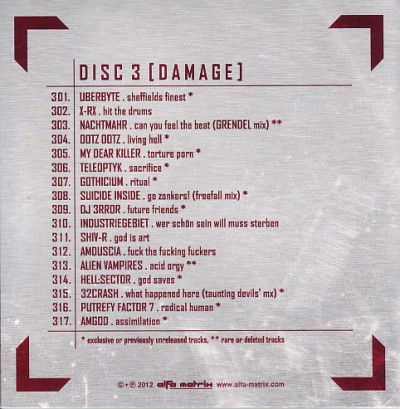 DISC 3 [DAMAGE]
301. UBERBYTE . sheffields finest *
302. X-RX . hit the drums
303. NACHTMAHR . can you feel the beat (GRENDEL mix) **
304. OOTZ OOTZ . living hell *
305. MY DEAR KILLER . torture porn *
306. TELEOPTYK . sacrifice *
307. GOTHICIUM . ritual *
308. SUICIDE INSIDE . go zonkers! (freefall mix) *
309. DJ 3RROR . future friends *
310. INDUSTRIEGEBIET . wer schön sein will muss sterben
311. SHIV-R . god is art
312. AMDUSCIA . fuck the fucking fuckers
313. ALIEN VAMPIRES . acid orgy **
314. HELL-SECTOR . god saves *
315. 32CRASH . what happened here (taunting devils' mx) *
316. PUTREFY FACTOR 7 . radical human *
317. AMGOD . assimilation *
* exclusive or previously unreleased tracks, ** rare or deleted tracks
©+℗ 2012 alfa matrix www.alfa-matrix.com